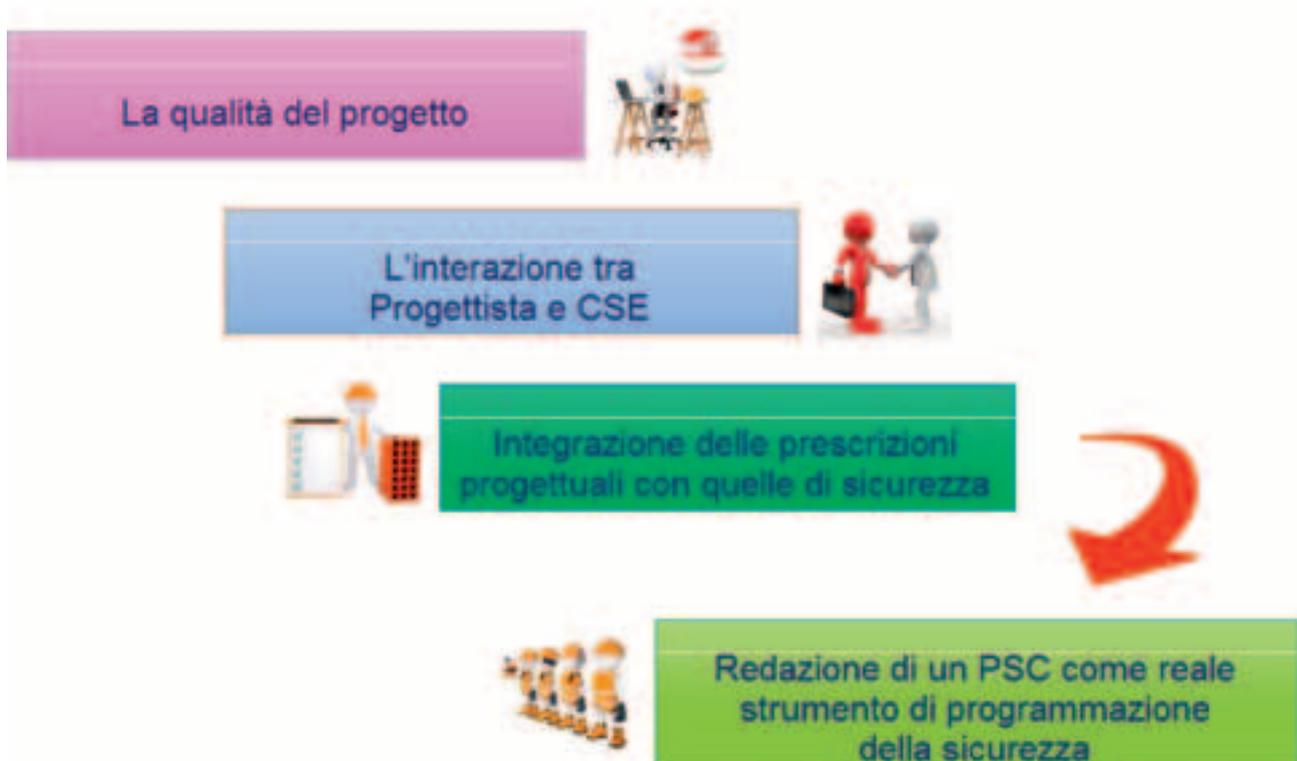 La qualità del progetto
L'interazione tra
Progettista e CSE
Integrazione delle prescrizioni
progettuali con quelle di sicurezza
Redazione di un PSC come reale
strumento di programmazione
della sicurezza